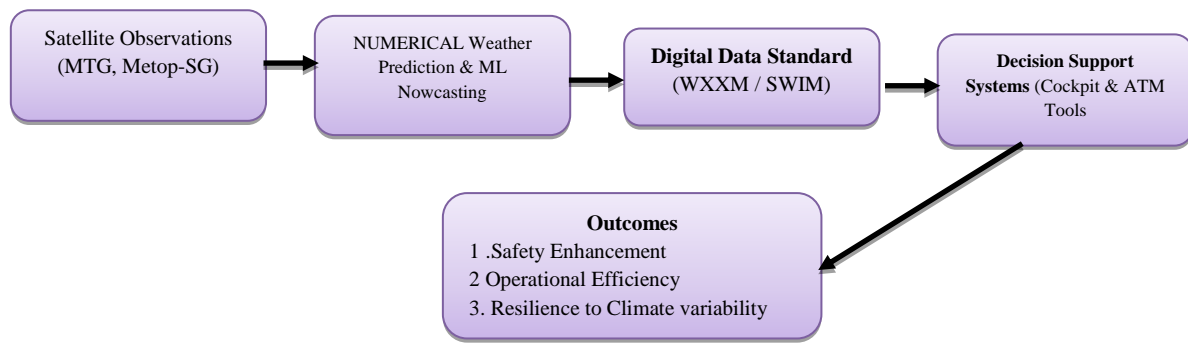 Satellite Observations
(MTG, Metop-SG)
NUMERICAL Weather
Prediction & ML
Nowcasting
Digital Data Standard
(WXXM / SWIM)
Decision Support
Systems (Cockpit & ATM
Tools
Outcomes
1 .Safety Enhancement
2 Operational Efficiency
3. Resilience to Climate variability